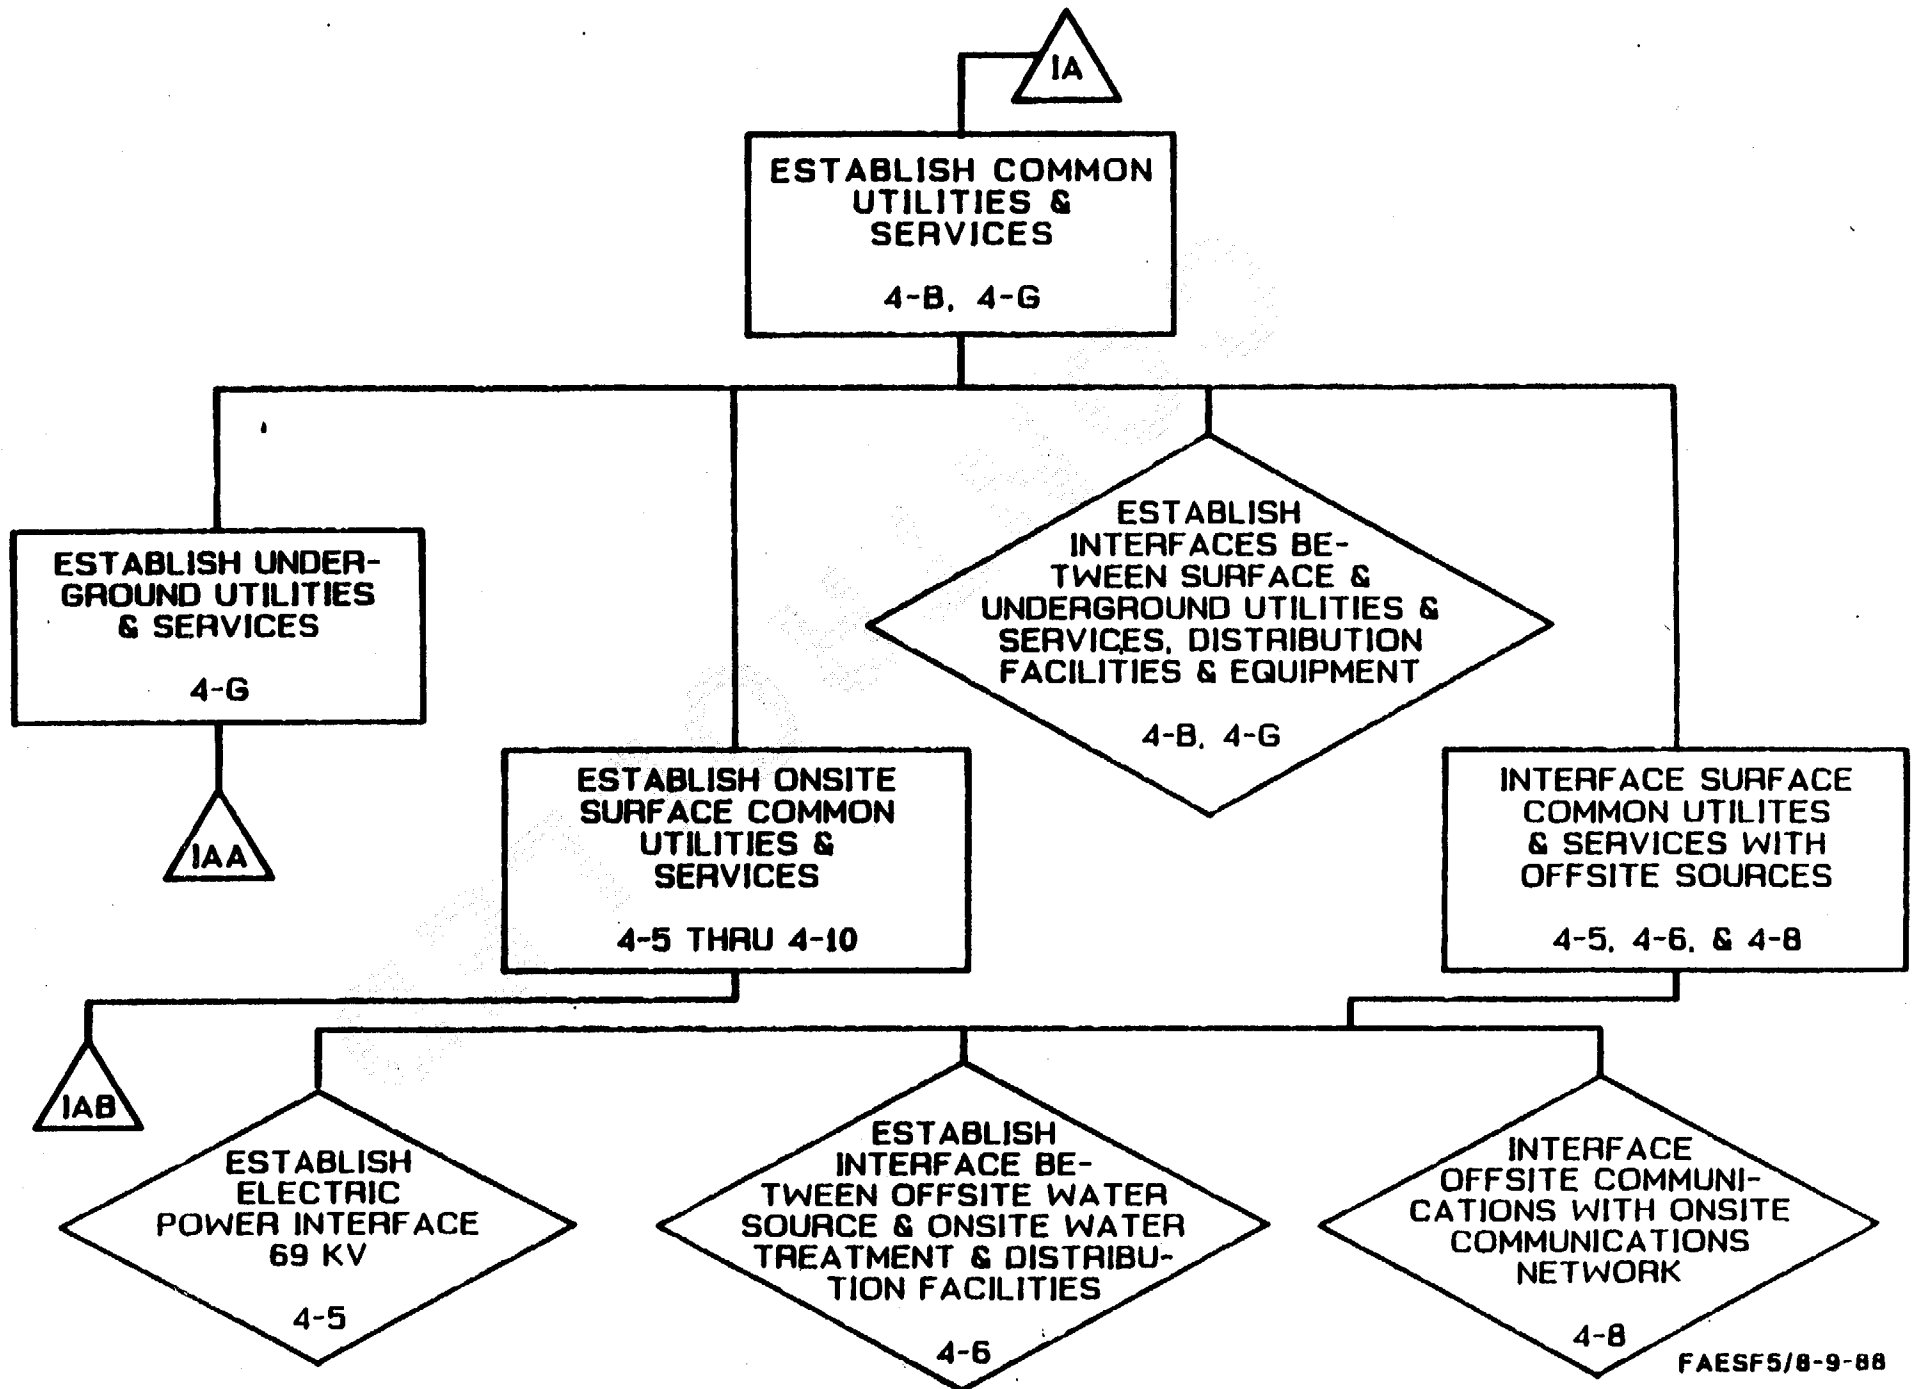 IA
ESTABLISH COMMON
UTILITIES &
SERVICES
4-B, 4-G
ESTABLISH UNDER-
GROUND UTILITIES
& SERVICES
4-G
IAA
ESTABLISH ONSITE
SURFACE COMMON
UTILITIES &
SERVICES
4-5 THRU 4-10
IAB
ESTABLISH
INTERFACES BE-
TWEEN SURFACE &
UNDERGROUND UTILITIES &
SERVICES, DISTRIBUTION
FACILITIES & EQUIPMENT
4-B, 4-G
INTERFACE SURFACE
COMMON UTILITES
& SERVICES WITH
OFFSITE SOURCES
4-5, 4-6, & 4-8
ESTABLISH
ELECTRIC
POWER INTERFACE
69 KV
4-5
ESTABLISH
INTERFACE BE-
TWEEN OFFSITE WATER
SOURCE & ONSITE WATER
TREATMENT & DISTRIBU-
TION FACILITIES
4-6
INTERFACE
OFFSITE COMMUNI-
CATIONS WITH ONSITE
COMMUNICATIONS
NETWORK
4-8
FAESF5/8-9-88